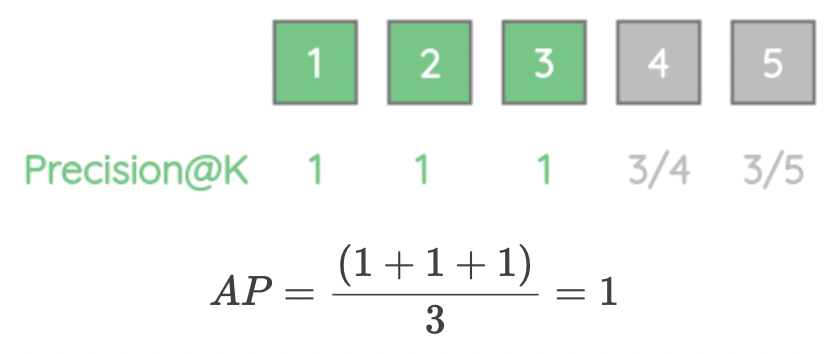 1 2 3 4 5
Precision@K 1 1 1 3/4 3/5
AP = (1 + 1 + 1) / 3 = 1